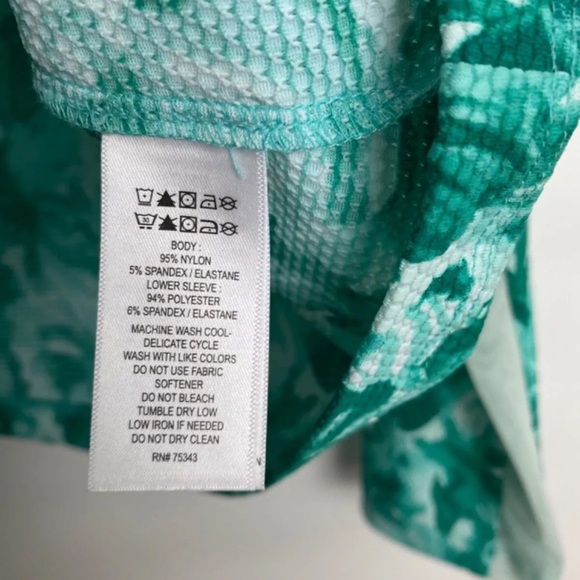 30
BODY :
95% NYLON
5% SPANDEX / ELASTANE
LOWER SLEEVE :
94% POLYESTER
6% SPANDEX / ELASTANE
MACHINE WASH COOL-
DELICATE CYCLE
WASH WITH LIKE COLORS
DO NOT USE FABRIC
SOFTENER
DO NOT BLEACH
TUMBLE DRY LOW
LOW IRON IF NEEDED
DO NOT DRY CLEAN
RN# 75343